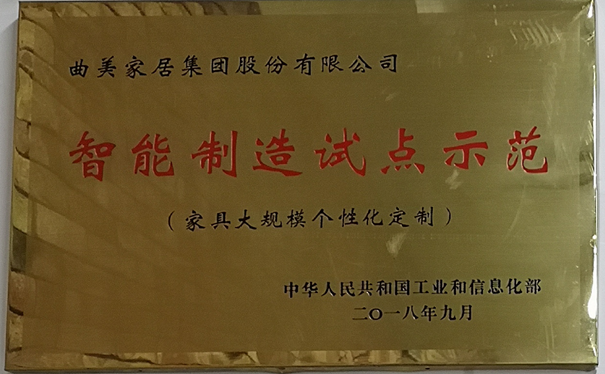 曲美家居集团股份有限公司
智能制造试点示范
（家具大规模个性化定制）
中华人民共和国工业和信息化部
二〇一八年九月